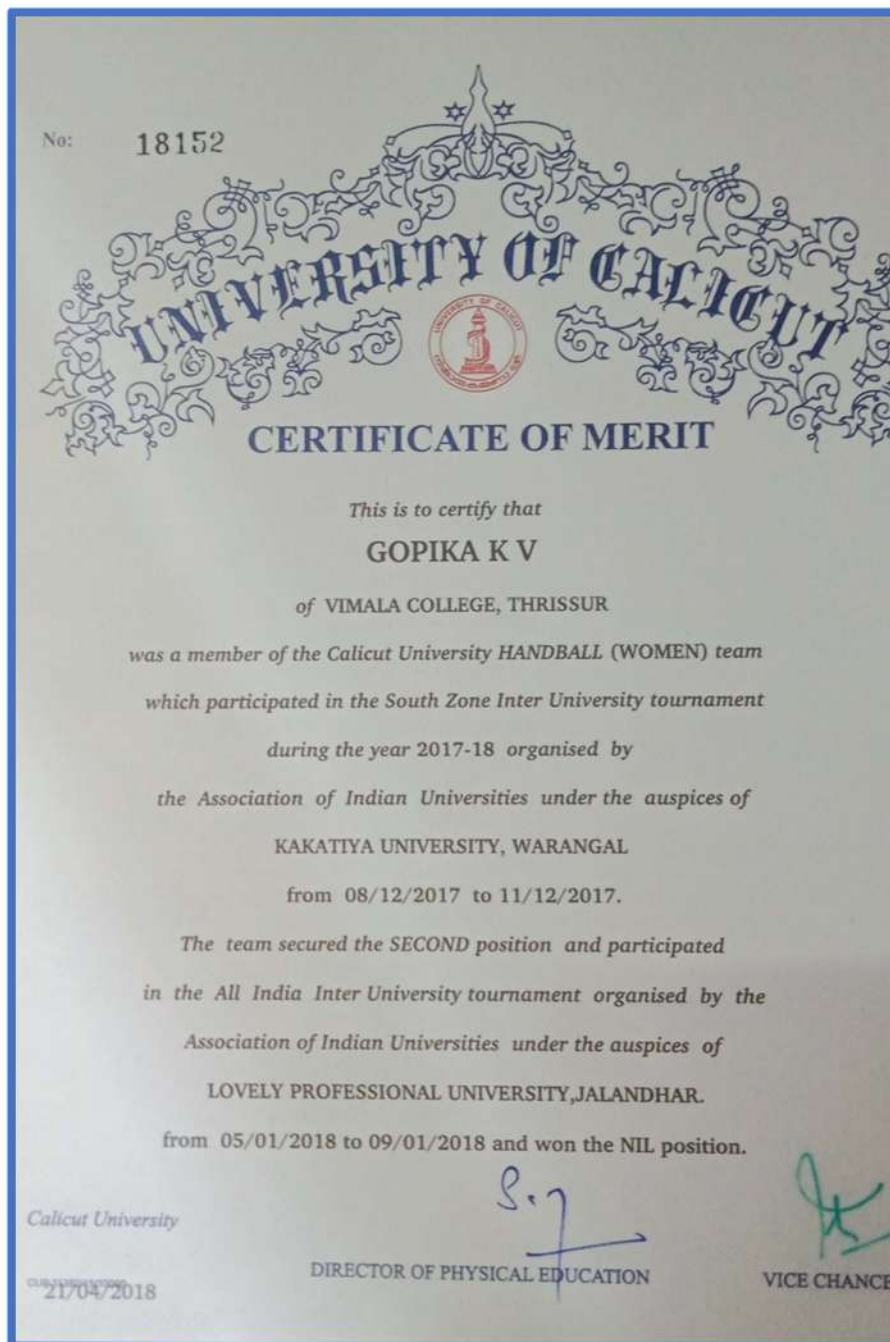 No: 18152
UNIVERSITY OF CALICUT
UNIVERSITY OF CALICUT
CERTIFICATE OF MERIT
This is to certify that
GOPIKA K V
of VIMALA COLLEGE, THRISSUR
was a member of the Calicut University HANDBALL (WOMEN) team
which participated in the South Zone Inter University tournament
during the year 2017-18 organised by
the Association of Indian Universities under the auspices of
KAKATIYA UNIVERSITY, WARANGAL
from 08/12/2017 to 11/12/2017.
The team secured the SECOND position and participated
in the All India Inter University tournament organised by the
Association of Indian Universities under the auspices of
LOVELY PROFESSIONAL UNIVERSITY,JALANDHAR.
from 05/01/2018 to 09/01/2018 and won the NIL position.
Calicut University
DIRECTOR OF PHYSICAL EDUCATION
VICE CHANCE
21/04/2018